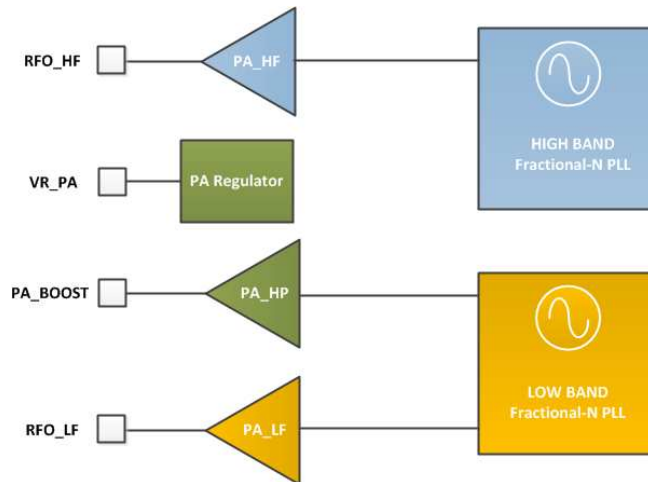 RFO_HF
PA_HF
HIGH BAND
Fractional-N PLL
VR_PA
PA Regulator
PA_BOOST
PA_HP
LOW BAND
Fractional-N PLL
RFO_LF
PA_LF